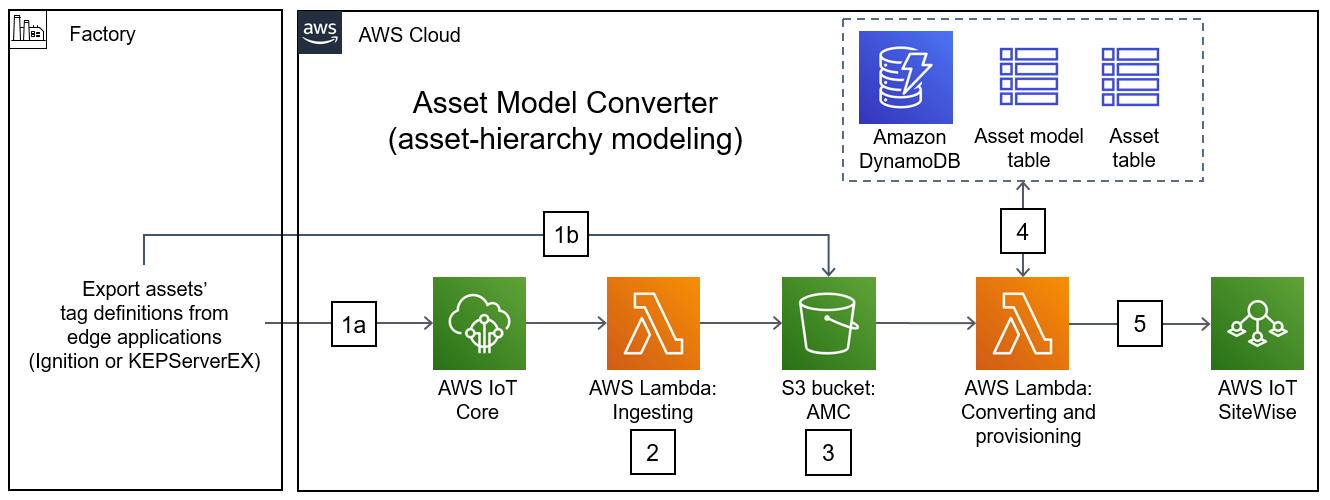 Factory
aws
AWS Cloud
Asset Model Converter
(asset-hierarchy modeling)
Amazon
DynamoDB
Asset model
table
Asset
table
1b
4
Export assets’
tag definitions from
edge applications
(Ignition or KEPServerEX)
1a
5
AWS IoT
Core
AWS Lambda:
Ingesting
2
S3 bucket:
AMC
3
AWS Lambda:
Converting and
provisioning
AWS IoT
SiteWise